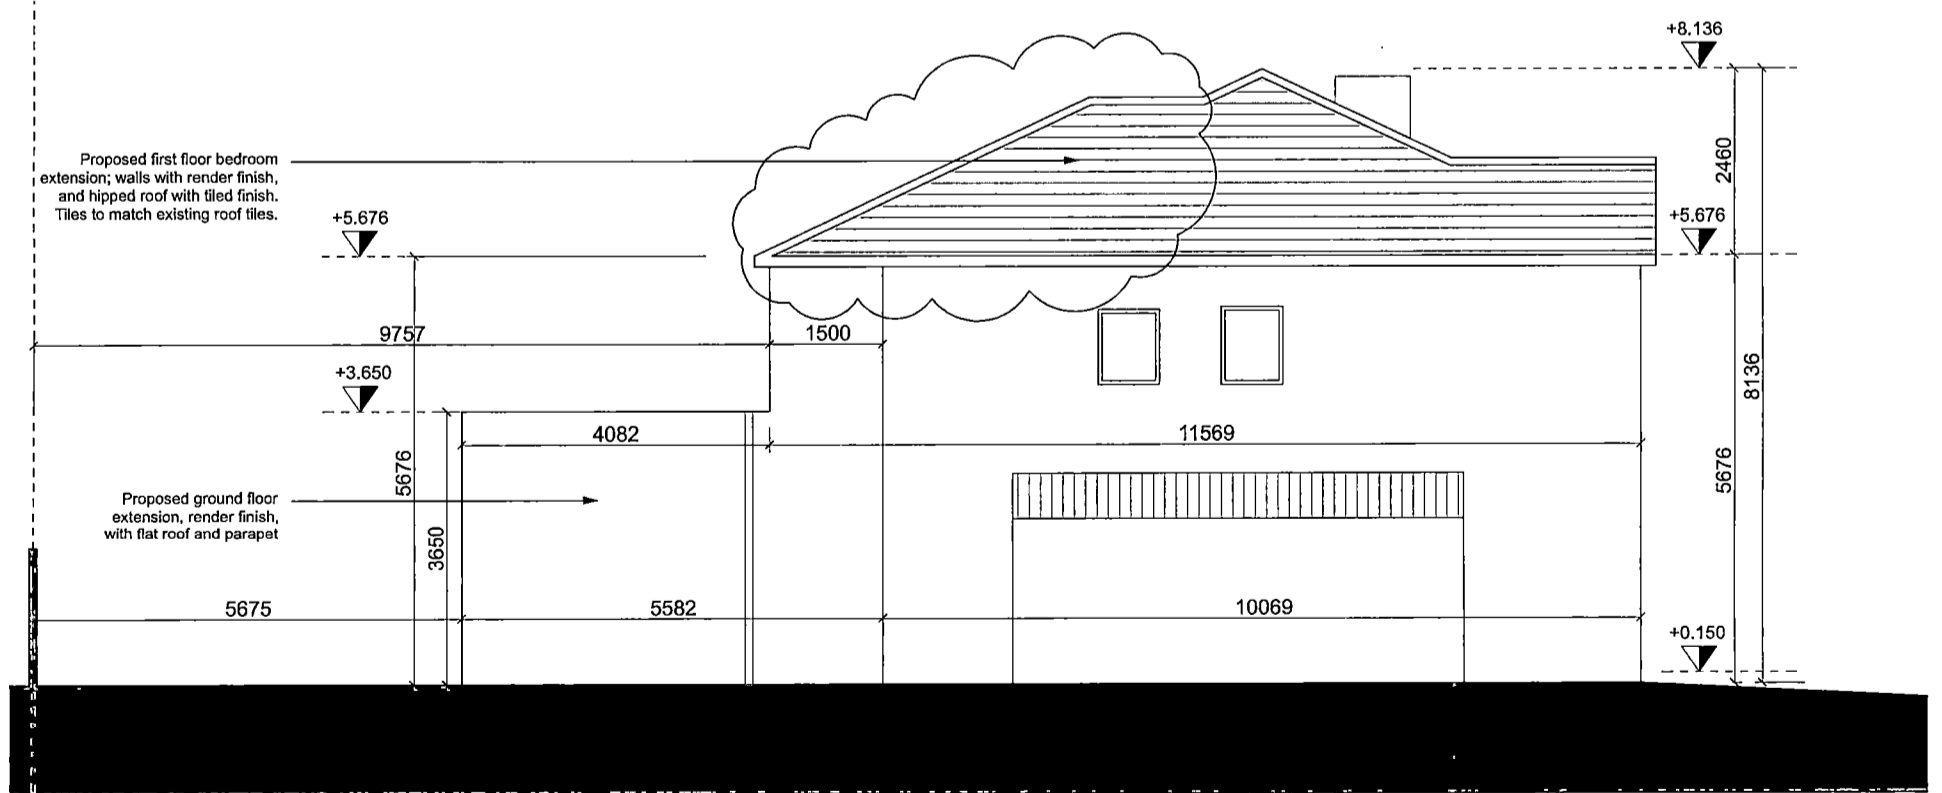 +8.136
Proposed first floor bedroom
extension; walls with render finish,
and hipped roof with tiled finish.
Tiles to match existing roof tiles.
2460
+5.676
+5.676
9757
1500
+3.650
8136
4082
11569
5676
5676
Proposed ground floor
extension, render finish,
with flat roof and parapet
3650
5675
5582
10069
+0.150